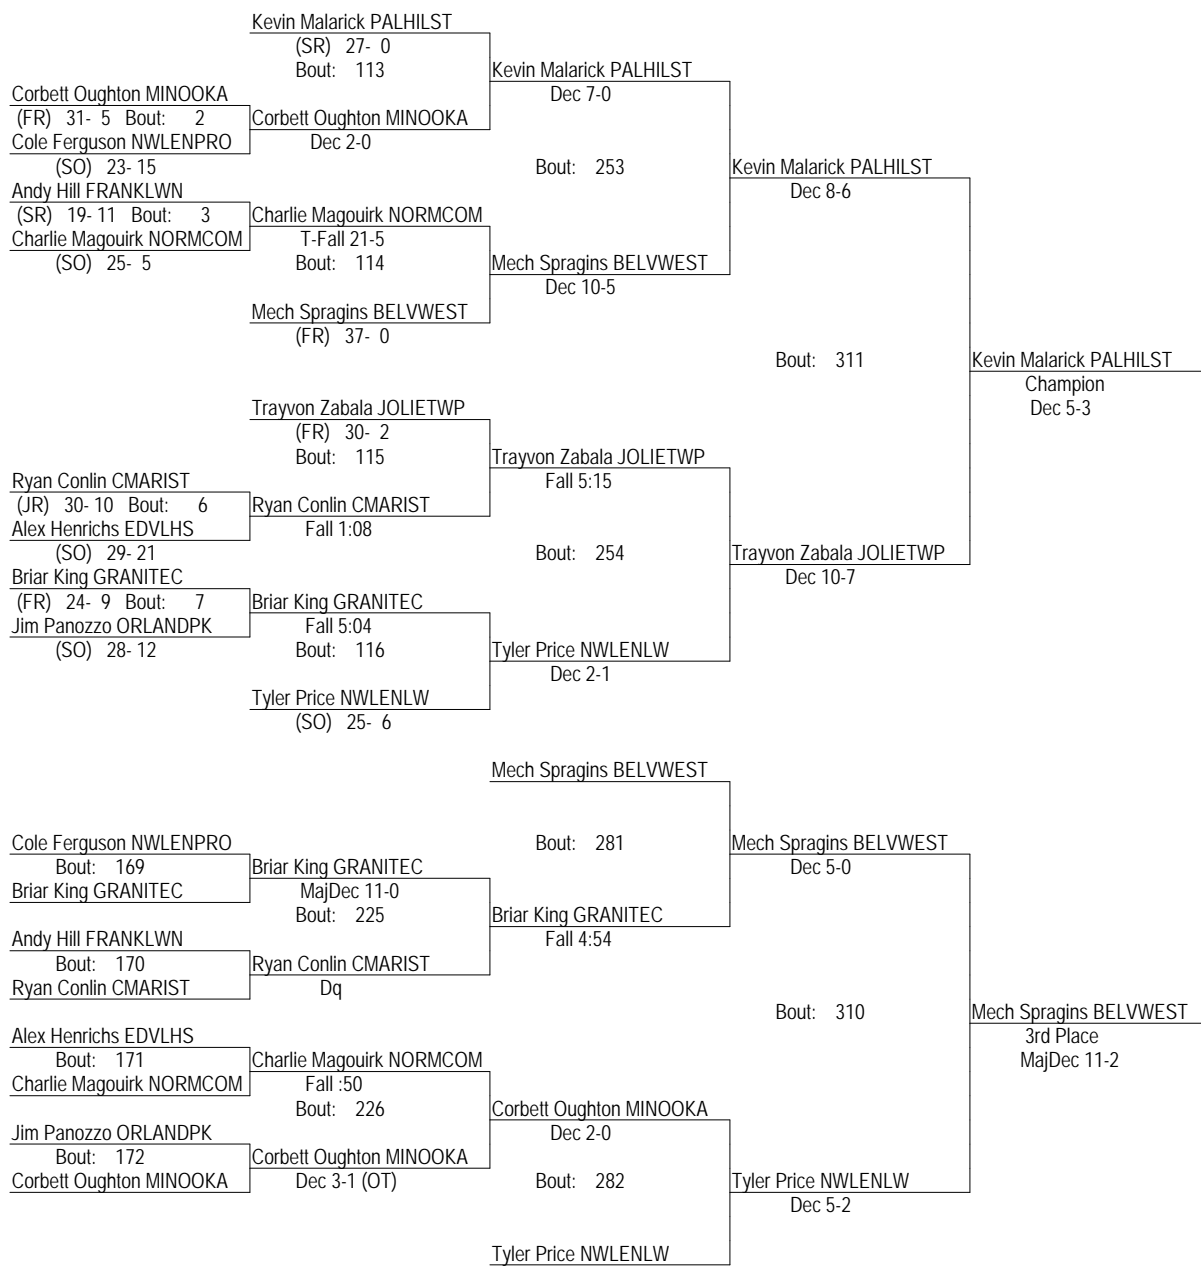 Kevin Malarick PALHILST
(SR) 27- 0
Bout: 113
Kevin Malarick PALHILST
Dec 7-0
Corbett Oughton MINOOKA
(FR) 31- 5 Bout: 2
Corbett Oughton MINOOKA
Cole Ferguson NWLENPRO
Dec 2-0
(SO) 23- 15
Bout: 253
Kevin Malarick PALHILST
Dec 8-6
Andy Hill FRANKLWN
(SR) 19- 11 Bout: 3
Charlie Magouirk NORMCOM
Charlie Magouirk NORMCOM
T-Fall 21-5
(SO) 25- 5
Bout: 114
Mech Spragins BELVWEST
Dec 10-5
Mech Spragins BELVWEST
(FR) 37- 0
Bout: 311
Kevin Malarick PALHILST
Champion
Dec 5-3
Trayvon Zabala JOLIETWP
(FR) 30- 2
Bout: 115
Trayvon Zabala JOLIETWP
Fall 5:15
Ryan Conlin CMARIST
(JR) 30- 10 Bout: 6
Ryan Conlin CMARIST
Alex Henrichs EDVLHS
Fall 1:08
(SO) 29- 21
Bout: 254
Trayvon Zabala JOLIETWP
Dec 10-7
Briar King GRANITEC
(FR) 24- 9 Bout: 7
Briar King GRANITEC
Jim Panozzo ORLANDPK
Fall 5:04
(SO) 28- 12
Bout: 116
Tyler Price NWLENLW
Dec 2-1
Tyler Price NWLENLW
(SO) 25- 6
Mech Spragins BELVWEST
Cole Ferguson NWLENPRO
Bout: 281
Mech Spragins BELVWEST
Bout: 169
Briar King GRANITEC
Dec 5-0
Briar King GRANITEC
MajDec 11-0
Bout: 225
Briar King GRANITEC
Andy Hill FRANKLWN
Fall 4:54
Bout: 170
Ryan Conlin CMARIST
Ryan Conlin CMARIST
Dq
Bout: 310
Mech Spragins BELVWEST
3rd Place
MajDec 11-2
Alex Henrichs EDVLHS
Bout: 171
Charlie Magouirk NORMCOM
Charlie Magouirk NORMCOM
Fall :50
Bout: 226
Corbett Oughton MINOOKA
Jim Panozzo ORLANDPK
Dec 2-0
Bout: 172
Corbett Oughton MINOOKA
Corbett Oughton MINOOKA
Dec 3-1 (OT)
Bout: 282
Tyler Price NWLENLW
Dec 5-2
Tyler Price NWLENLW